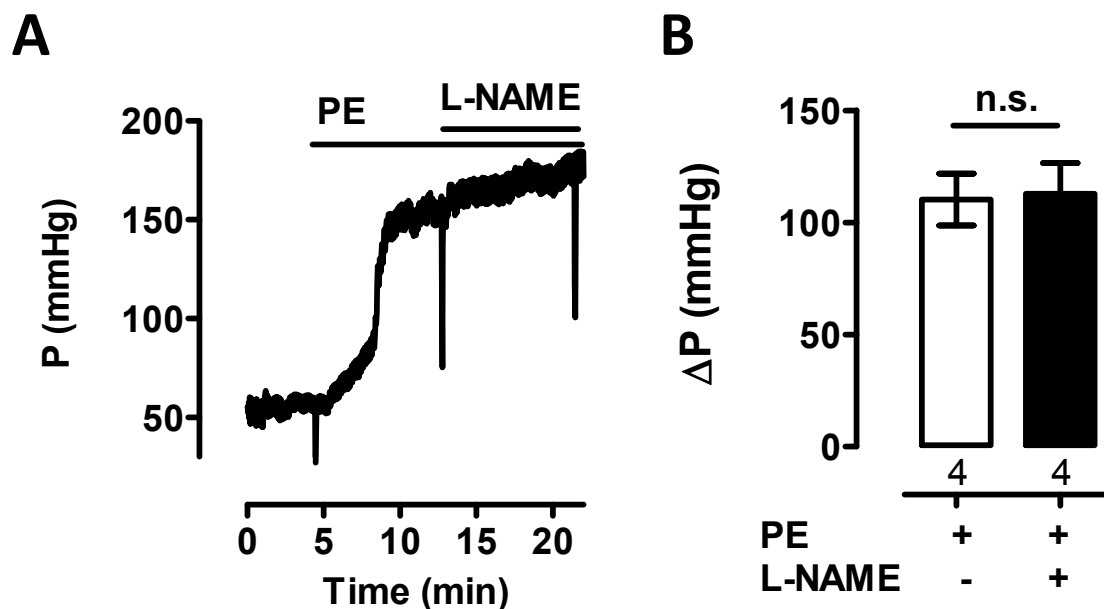 A
PE
L-NAME
P (mmHg)
200
150
100
50
0 5 10 15 20
Time (min)
B
n.s.
ΔP (mmHg)
150
100
50
0
4 4
PE + +
L-NAME - +